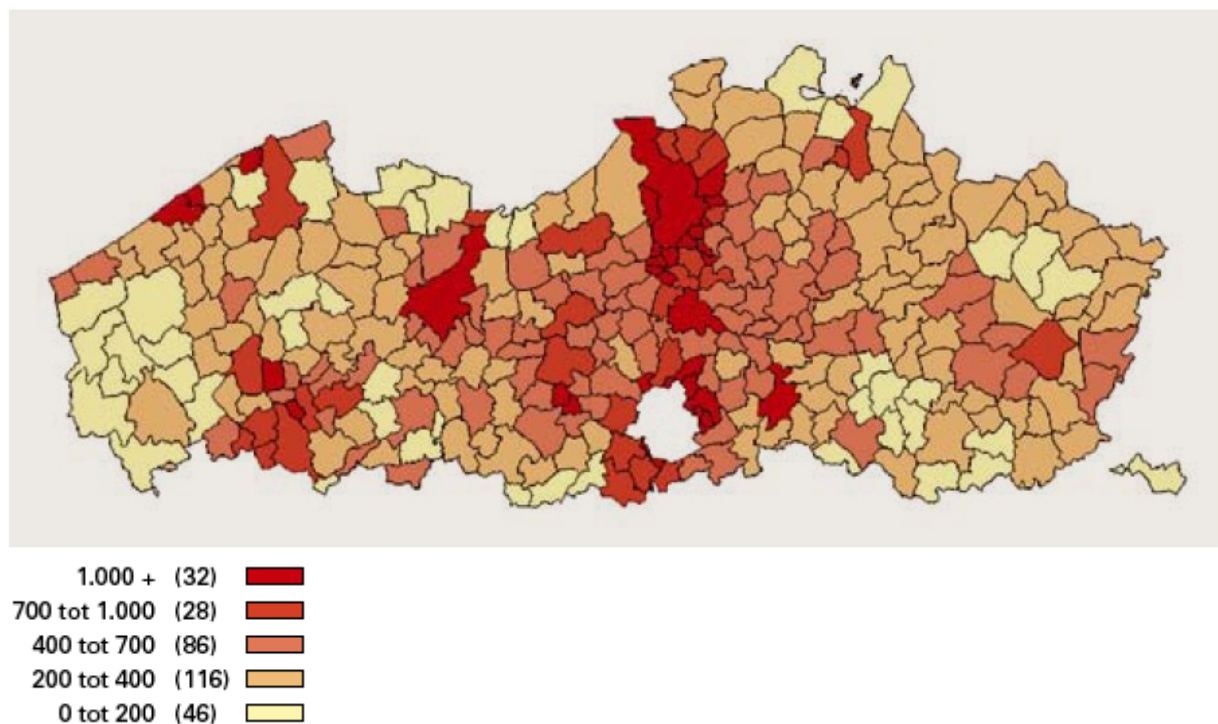 1.000 + (32)
700 tot 1.000 (28)
400 tot 700 (86)
200 tot 400 (116)
0 tot 200 (46)